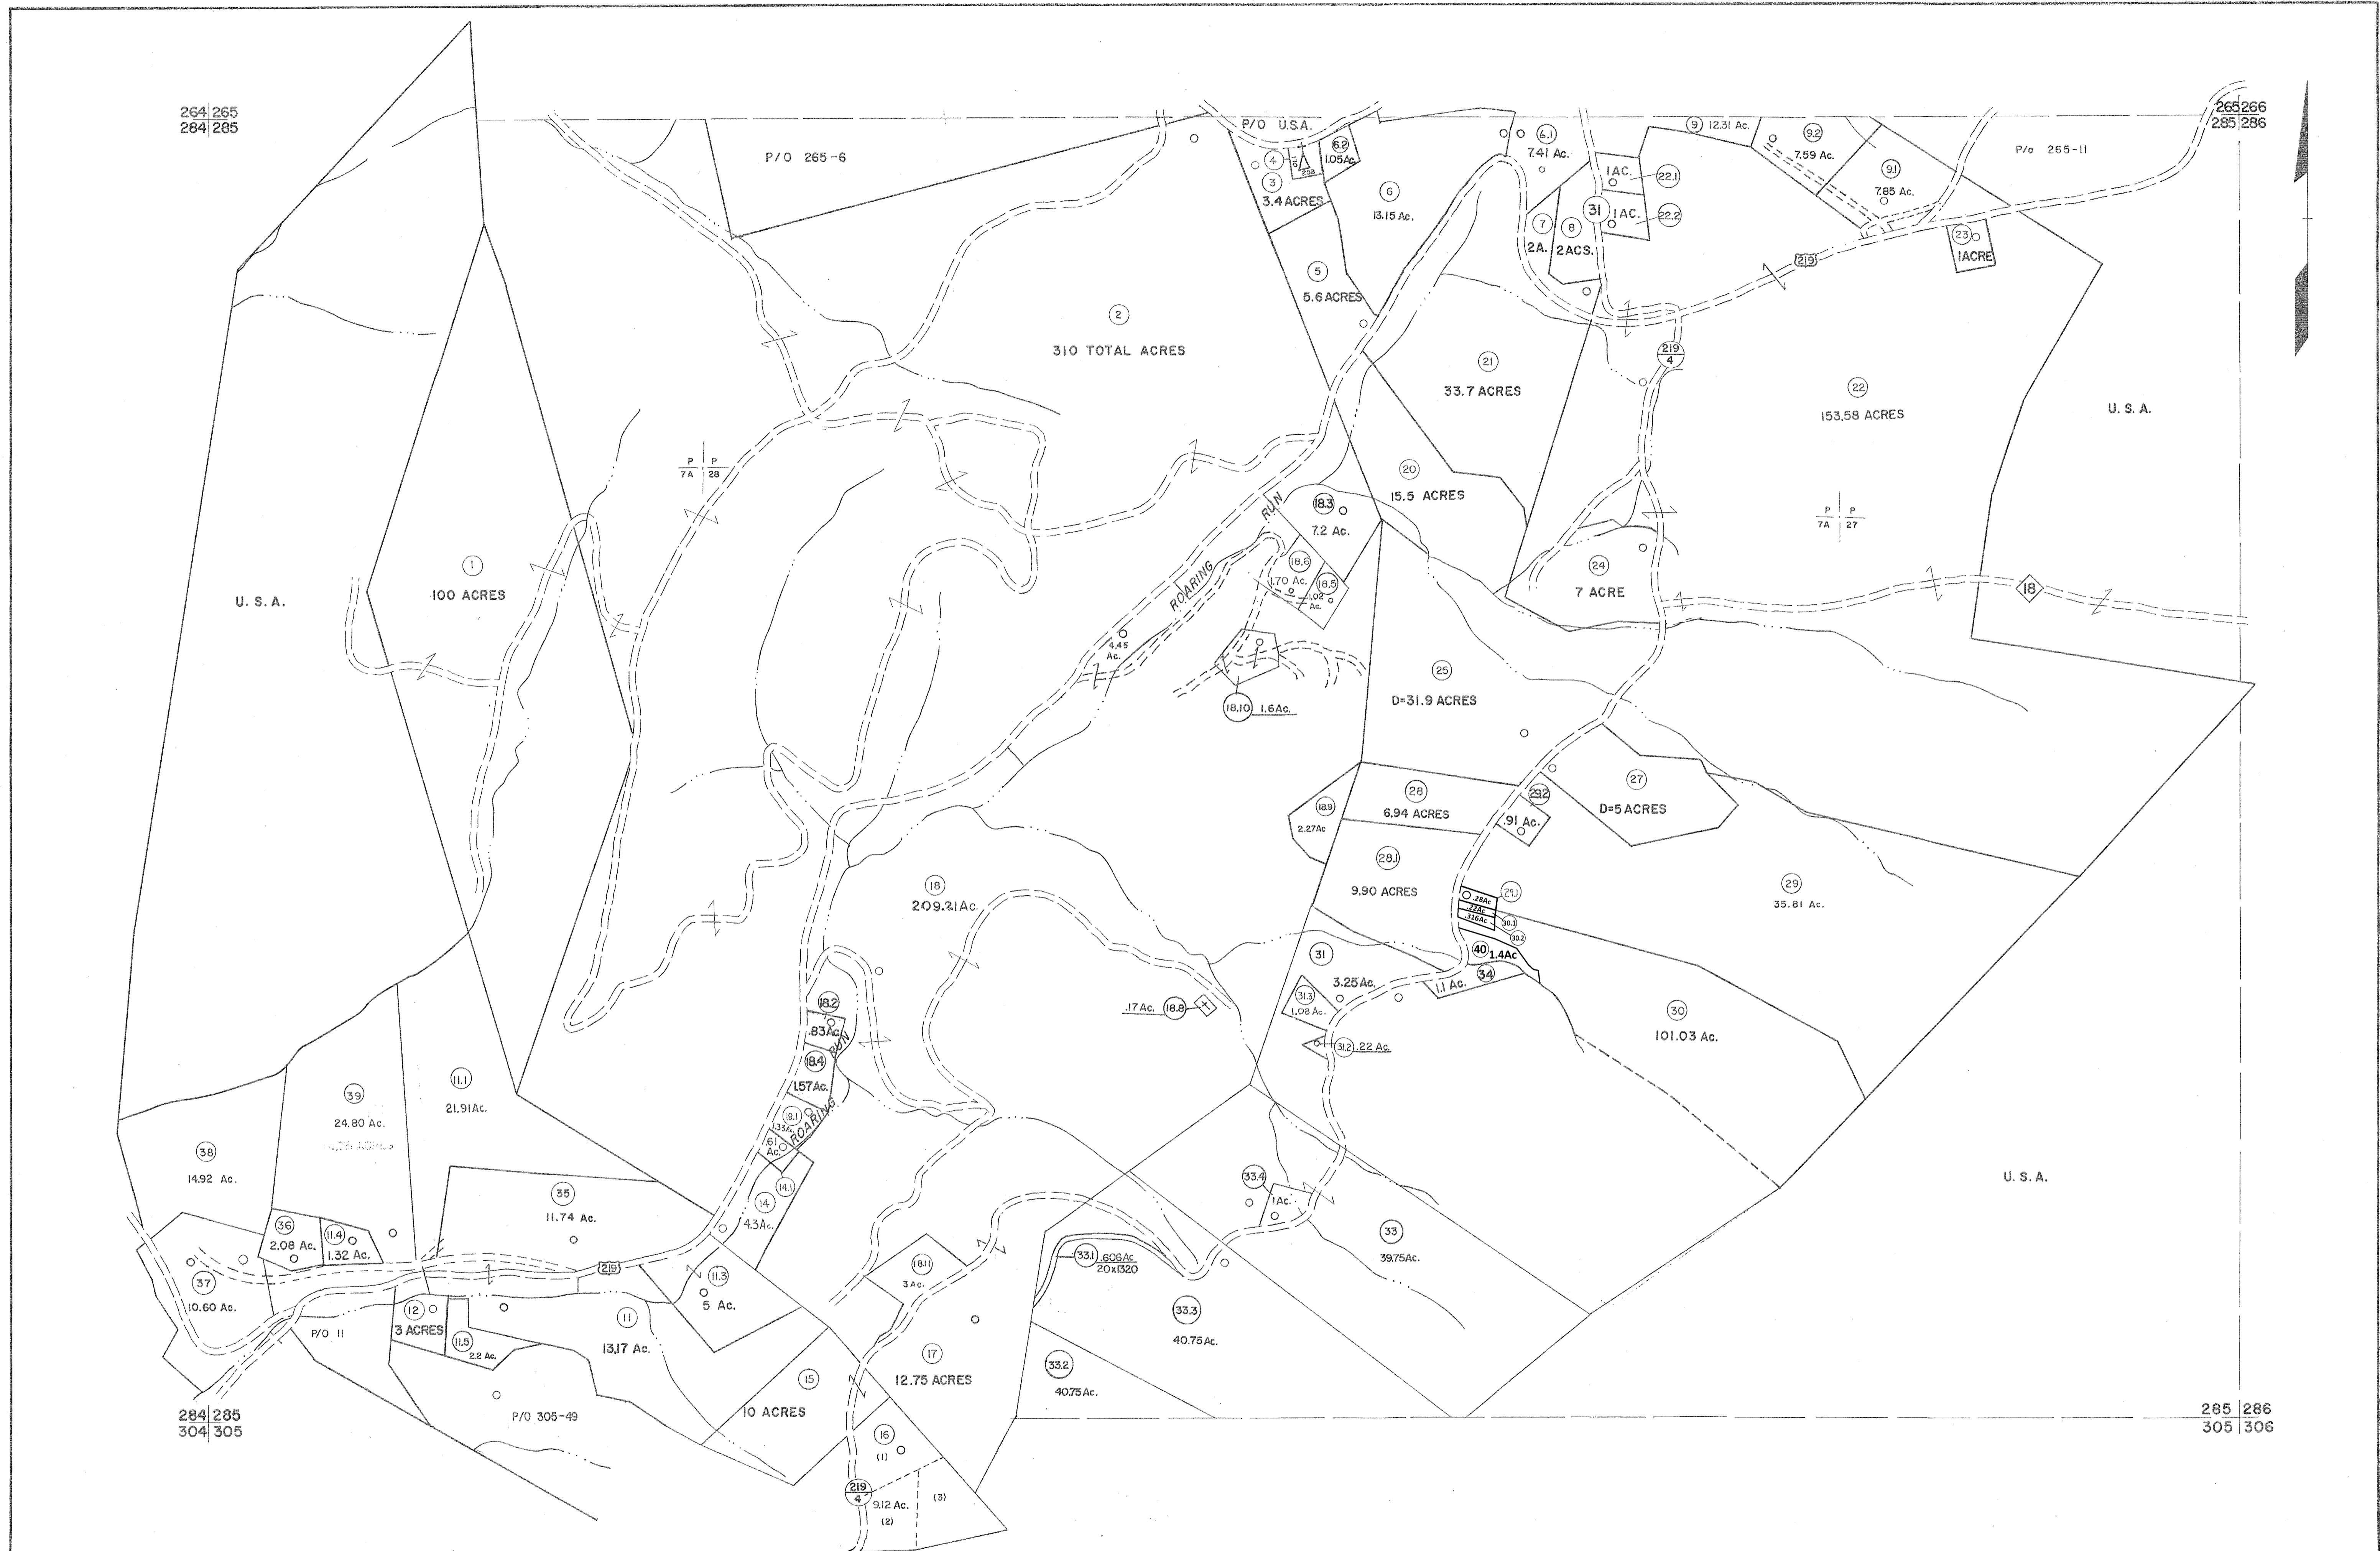 264 265
284 285
265 266
285 286
P/O 265-6
P/O U.S.A.
4
208
3
3.4 ACRES
6.2
1.05 Ac.
6
13.15 Ac.
5
5.6 ACRES
6.1
7.41 Ac.
7
2A.
8
2ACS.
31
1AC.
22.1
1AC.
22.2
9 12.31 Ac.
9.2
7.59 Ac.
9.1
7.85 Ac.
P/o 265-11
219
23
1ACRE
2
310 TOTAL ACRES
219
4
21
33.7 ACRES
22
153.58 ACRES
U. S. A.
P P
7A 28
20
15.5 ACRES
P P
7A 27
RUN
18.3
7.2 Ac.
1
100 ACRES
U. S. A.
ROARING
18.6
1.70 Ac.
18.5
1.02
Ac.
24
7 ACRE
18
4.45
Ac.
18.10 1.6Ac.
25
D=31.9 ACRES
27
D=5 ACRES
28
6.94 ACRES
29.2
.91 Ac.
18.9
2.27Ac
28.1
9.90 ACRES
18
209.21Ac.
29.1
.28Ac
.22Ac
.316Ac
30.1
30.2
29
35.81 Ac.
40 1.4Ac
34
1.1 Ac.
31
3.25Ac.
31.3
1.08 Ac.
31.2 .22 Ac.
30
101.03 Ac.
.17 Ac. 18.8
18.2
.83Ac.
RUN
18.4
1.57Ac.
18.1
1.33Ac.
ROARING
.61
Ac.
14.1
14
4.3Ac.
39
24.80 Ac.
11.1
21.91Ac.
38
14.92 Ac.
35
11.74 Ac.
36
2.08 Ac.
11.4
1.32 Ac.
37
10.60 Ac.
219
11.3
5 Ac.
18.11
3 Ac.
33.4
1Ac.
33
39.75Ac.
33.1 .606Ac.
20x1320
33.3
40.75 Ac.
33.2
40.75 Ac.
U. S. A.
12
3 ACRES
P/O 11
11.5
2.2 Ac.
11
13.17 Ac.
15
10 ACRES
17
12.75 ACRES
P/O 305-49
16
(1)
219
4
9.12 Ac.
(2)
(3)
284 285
304 305
285 286
305 306